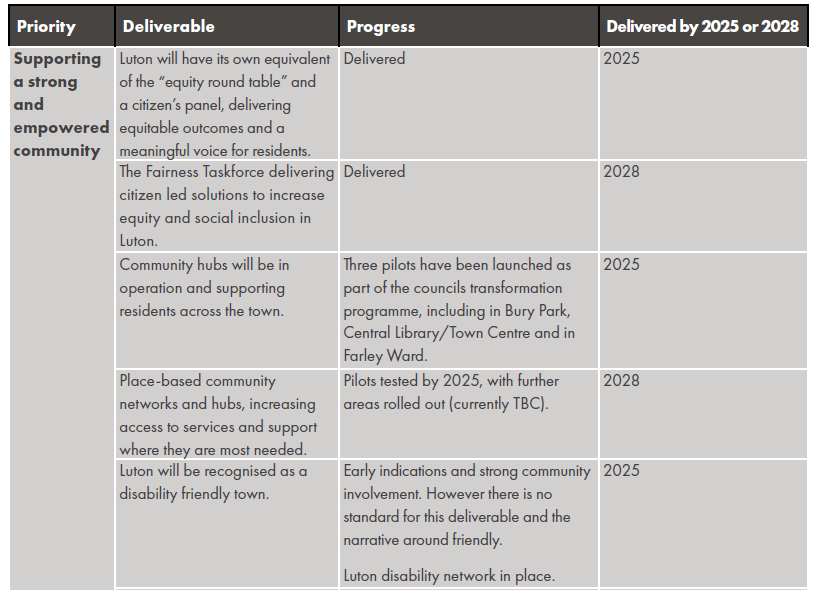 Priority
Deliverable
Progress
Delivered by 2025 or 2028
Supporting
a strong
and
empowered
community
Luton will have its own equivalent
of the “equity round table” and
a citizen’s panel, delivering
equitable outcomes and a
meaningful voice for residents.
Delivered
2025
The Fairness Taskforce delivering
citizen led solutions to increase
equity and social inclusion in
Luton.
Delivered
2028
Community hubs will be in
operation and supporting
residents across the town.
Three pilots have been launched as
part of the councils transformation
programme, including in Bury Park,
Central Library/Town Centre and in
Farley Ward.
2025
Place-based community
networks and hubs, increasing
access to services and support
where they are most needed.
Pilots tested by 2025, with further
areas rolled out (currently TBC).
2028
Luton will be recognised as a
disability friendly town.
Early indications and strong community
involvement. However there is no
standard for this deliverable and the
narrative around friendly.
Luton disability network in place.
2025